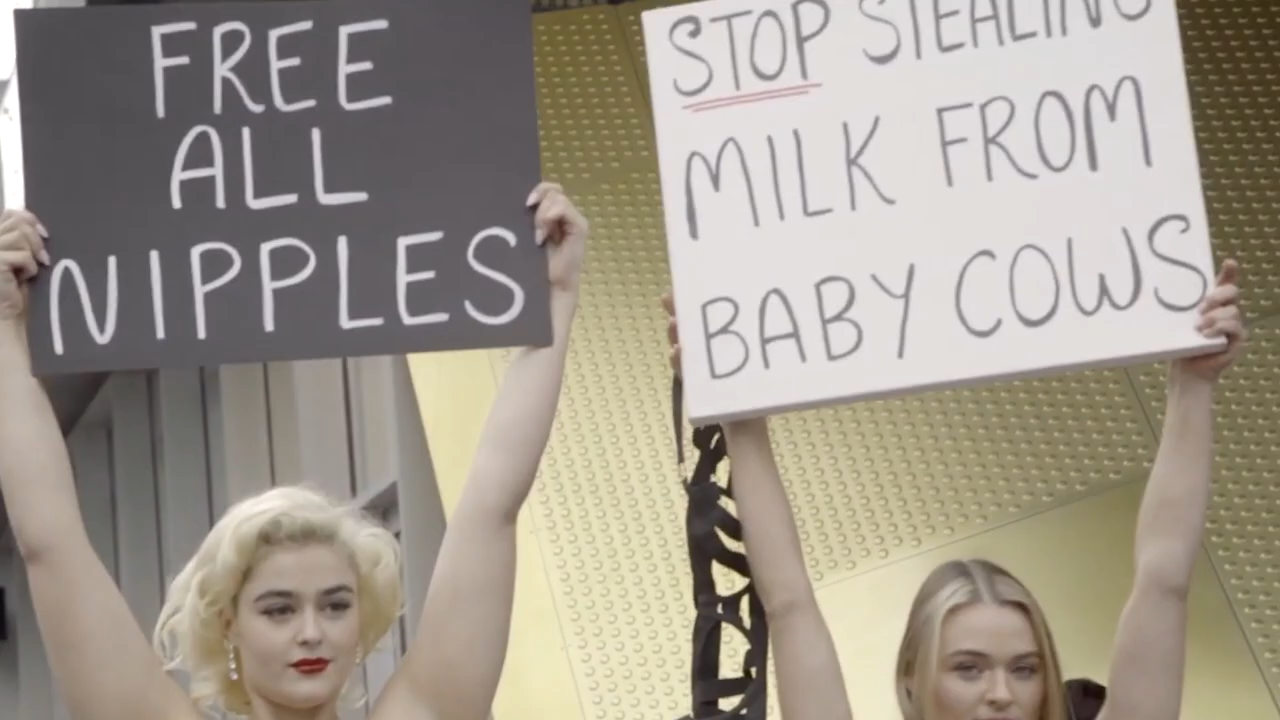 FREE
ALL
NIPPLES
STOP STEALING
MILK FROM
BABY COWS